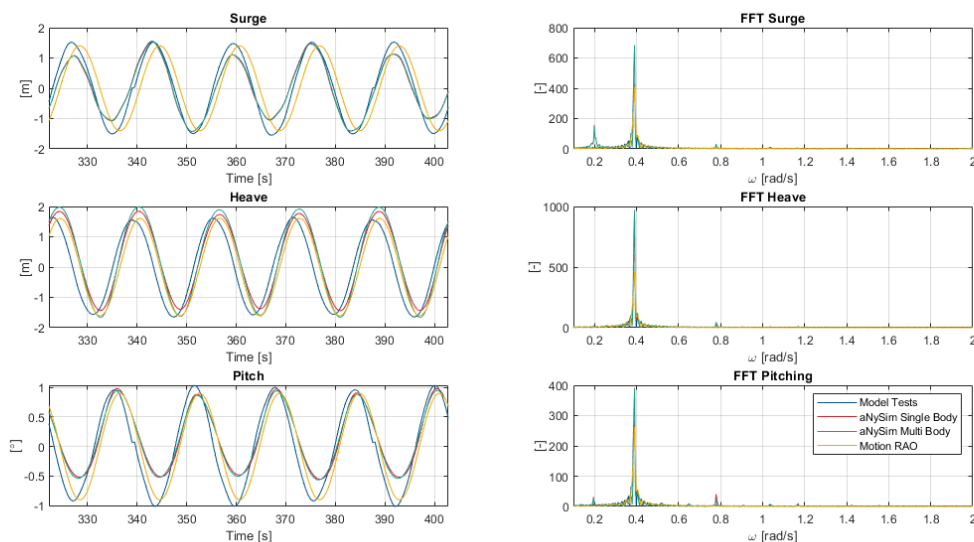 Surge
2
1
0
-1
-2
[m]
330 340 350 360 370 380 390 400
Time [s]
FFT Surge
800
600
400
200
0
[-]
0.2 0.4 0.6 0.8 1 1.2 1.4 1.6 1.8 2
ω [rad/s]
Heave
2
1
0
-1
-2
[m]
330 340 350 360 370 380 390 400
Time [s]
FFT Heave
1000
500
0
[-]
0.2 0.4 0.6 0.8 1 1.2 1.4 1.6 1.8 2
ω [rad/s]
Pitch
1
0.5
0
-0.5
-1
[°]
330 340 350 360 370 380 390 400
Time [s]
FFT Pitching
400
300
200
100
0
[-]
0.2 0.4 0.6 0.8 1 1.2 1.4 1.6 1.8 2
ω [rad/s]
Model Tests
aNySim Single Body
aNySim Multi Body
Motion RAO